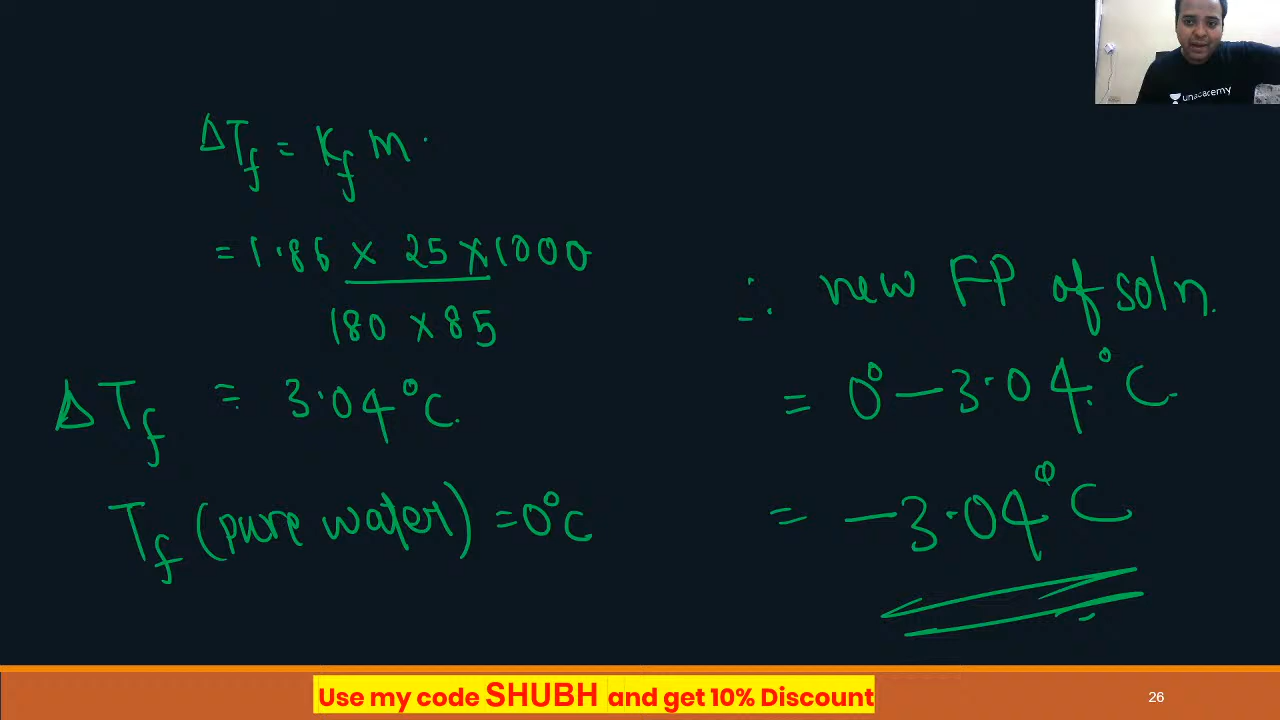 ΔTf = Kf m.
= 1.86 × 25 × 1000
180 × 85
ΔTf = 3.04°C.
Tf (pure water) = 0°C
∴ new FP of soln.
= 0° – 3.04°C
= – 3.04°C
unacademy
Use my code SHUBH and get 10% Discount
26